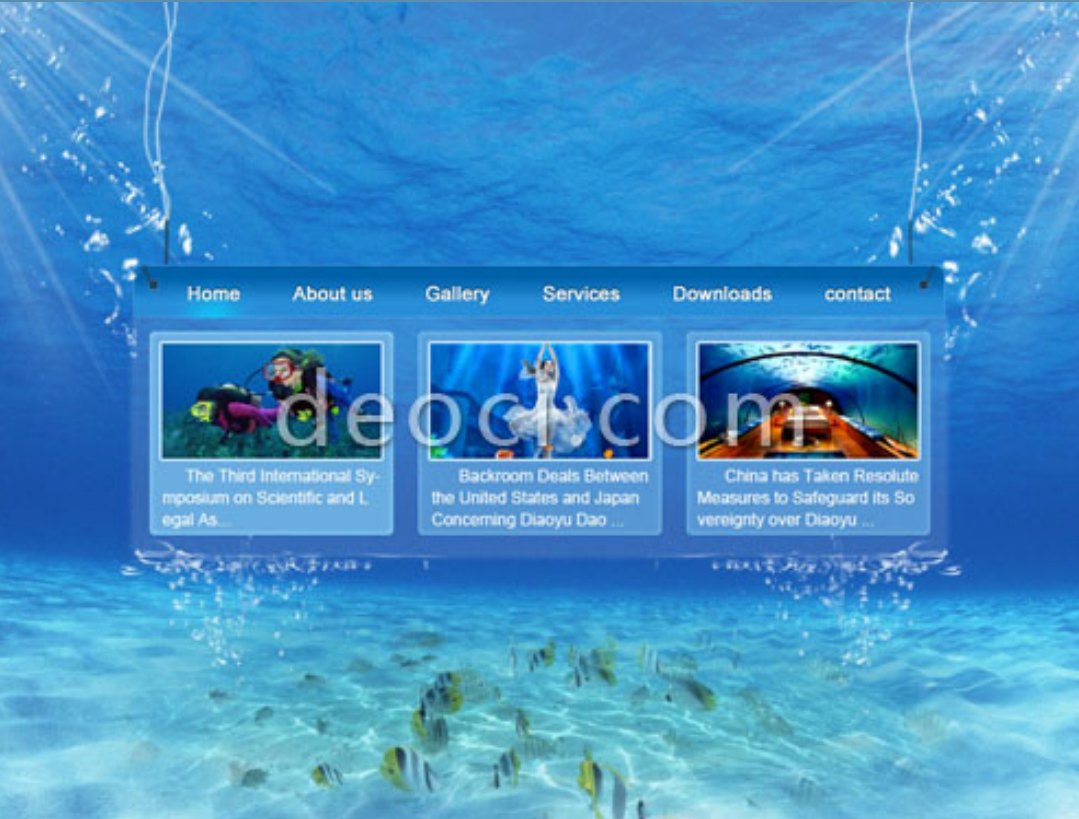 Home About us Gallery Services Downloads contact
deoci.com
The Third International Sy-
mposium on Scientific and L
egal As...
Backroom Deals Between
the United States and Japan
Concerning Diaoyu Dao ...
China has Taken Resolute
Measures to Safeguard its So
vereignty over Diaoyu ...